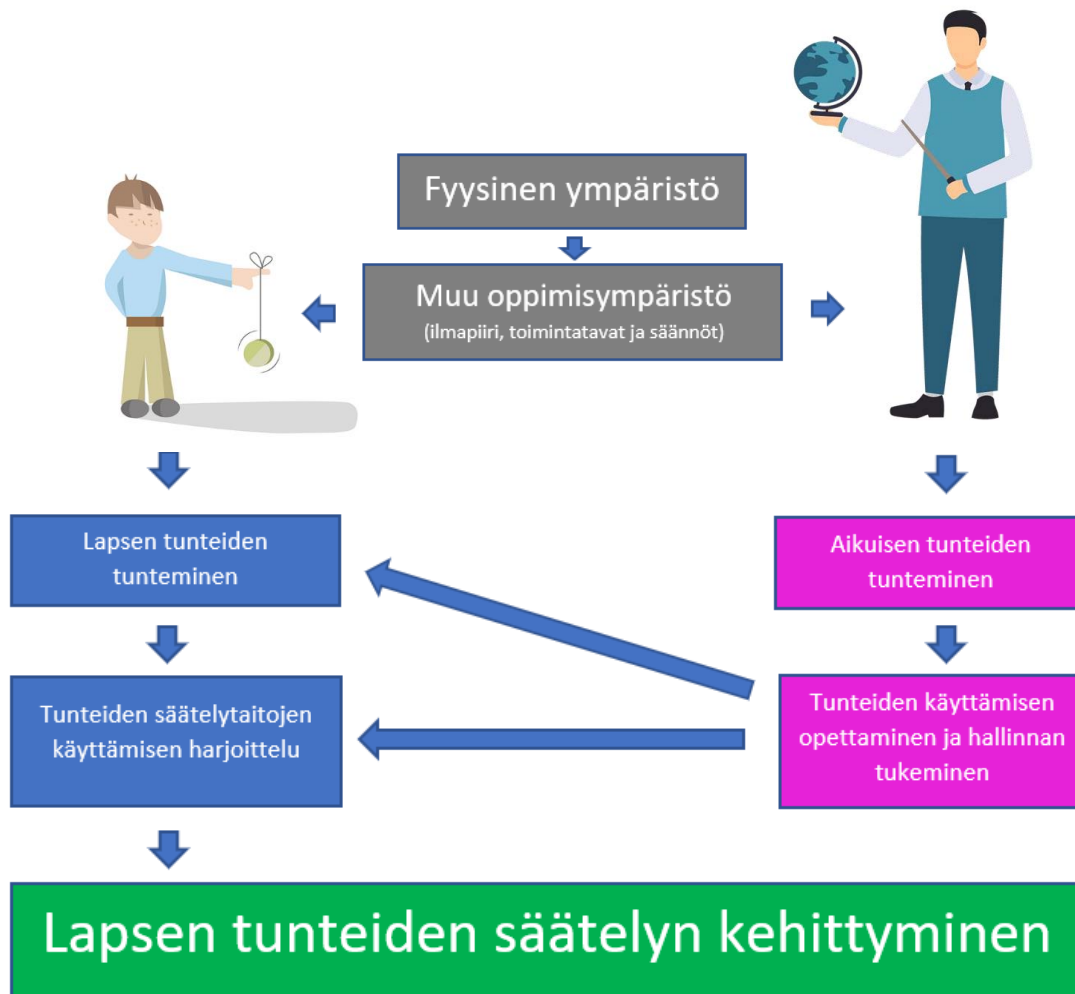 Fyysinen ympäristö
Muu oppimisympäristö
(ilmapiiri, toimintatavat ja säännöt)
Lapsen tunteiden
tunteminen
Aikuisen tunteiden
tunteminen
Tunteiden säätelytaitojen
käyttämisen harjoittelu
Tunteiden käyttämisen
opettaminen ja hallinnan
tukeminen
Lapsen tunteiden säätelyn kehittyminen